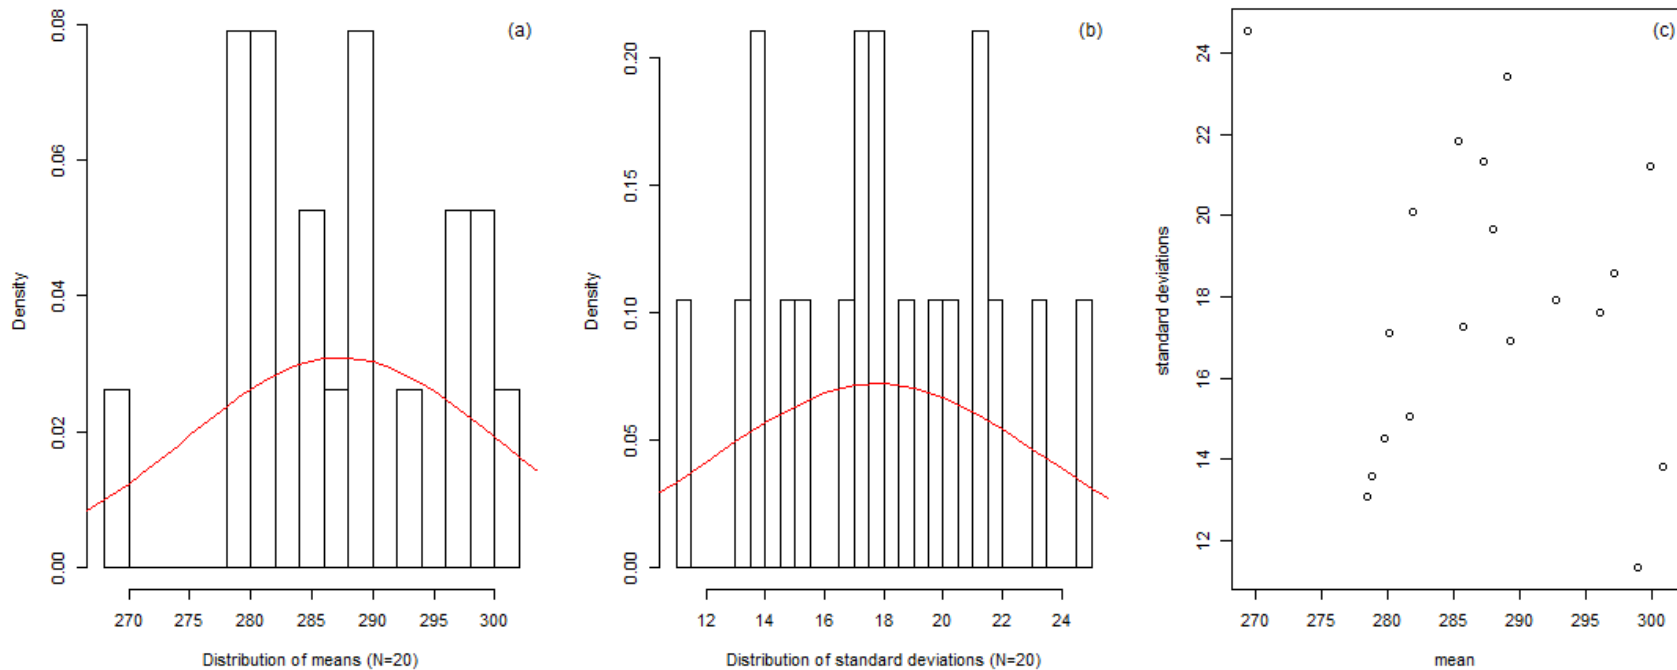 (a)
Density
0.00
0.02
0.04
0.06
0.08
270 275 280 285 290 295 300
Distribution of means (N=20)
(b)
Density
0.00
0.05
0.10
0.15
0.20
12 14 16 18 20 22 24
Distribution of standard deviations (N=20)
(c)
standard deviations
12
14
16
18
20
22
24
270 275 280 285 290 295 300
mean